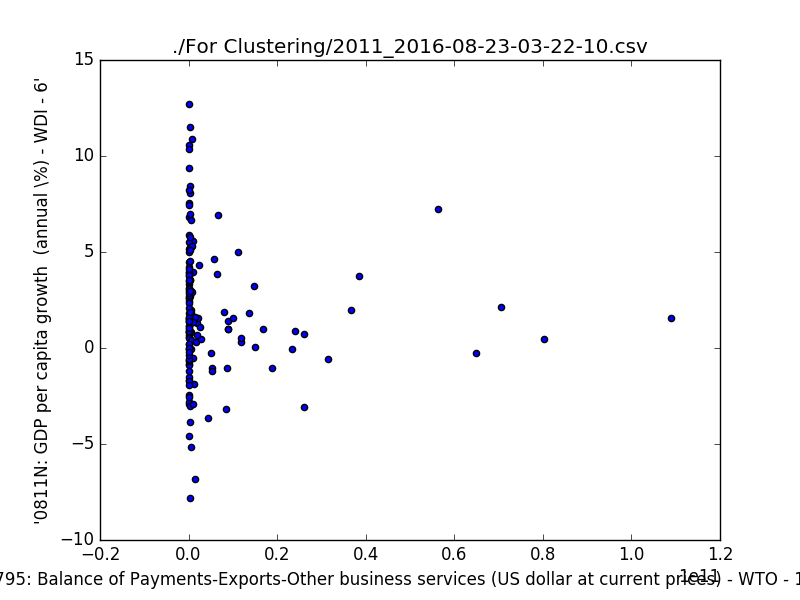 ./For Clustering/2011_2016-08-23-03-22-10.csv
15
10
5
0
−5
−10
'0811N: GDP per capita growth  (annual \%) - WDI - 6'
−0.2 0.0 0.2 0.4 0.6 0.8 1.0 1.2
1e11
795: Balance of Payments-Exports-Other business services (US dollar at current prices) - WTO - 1